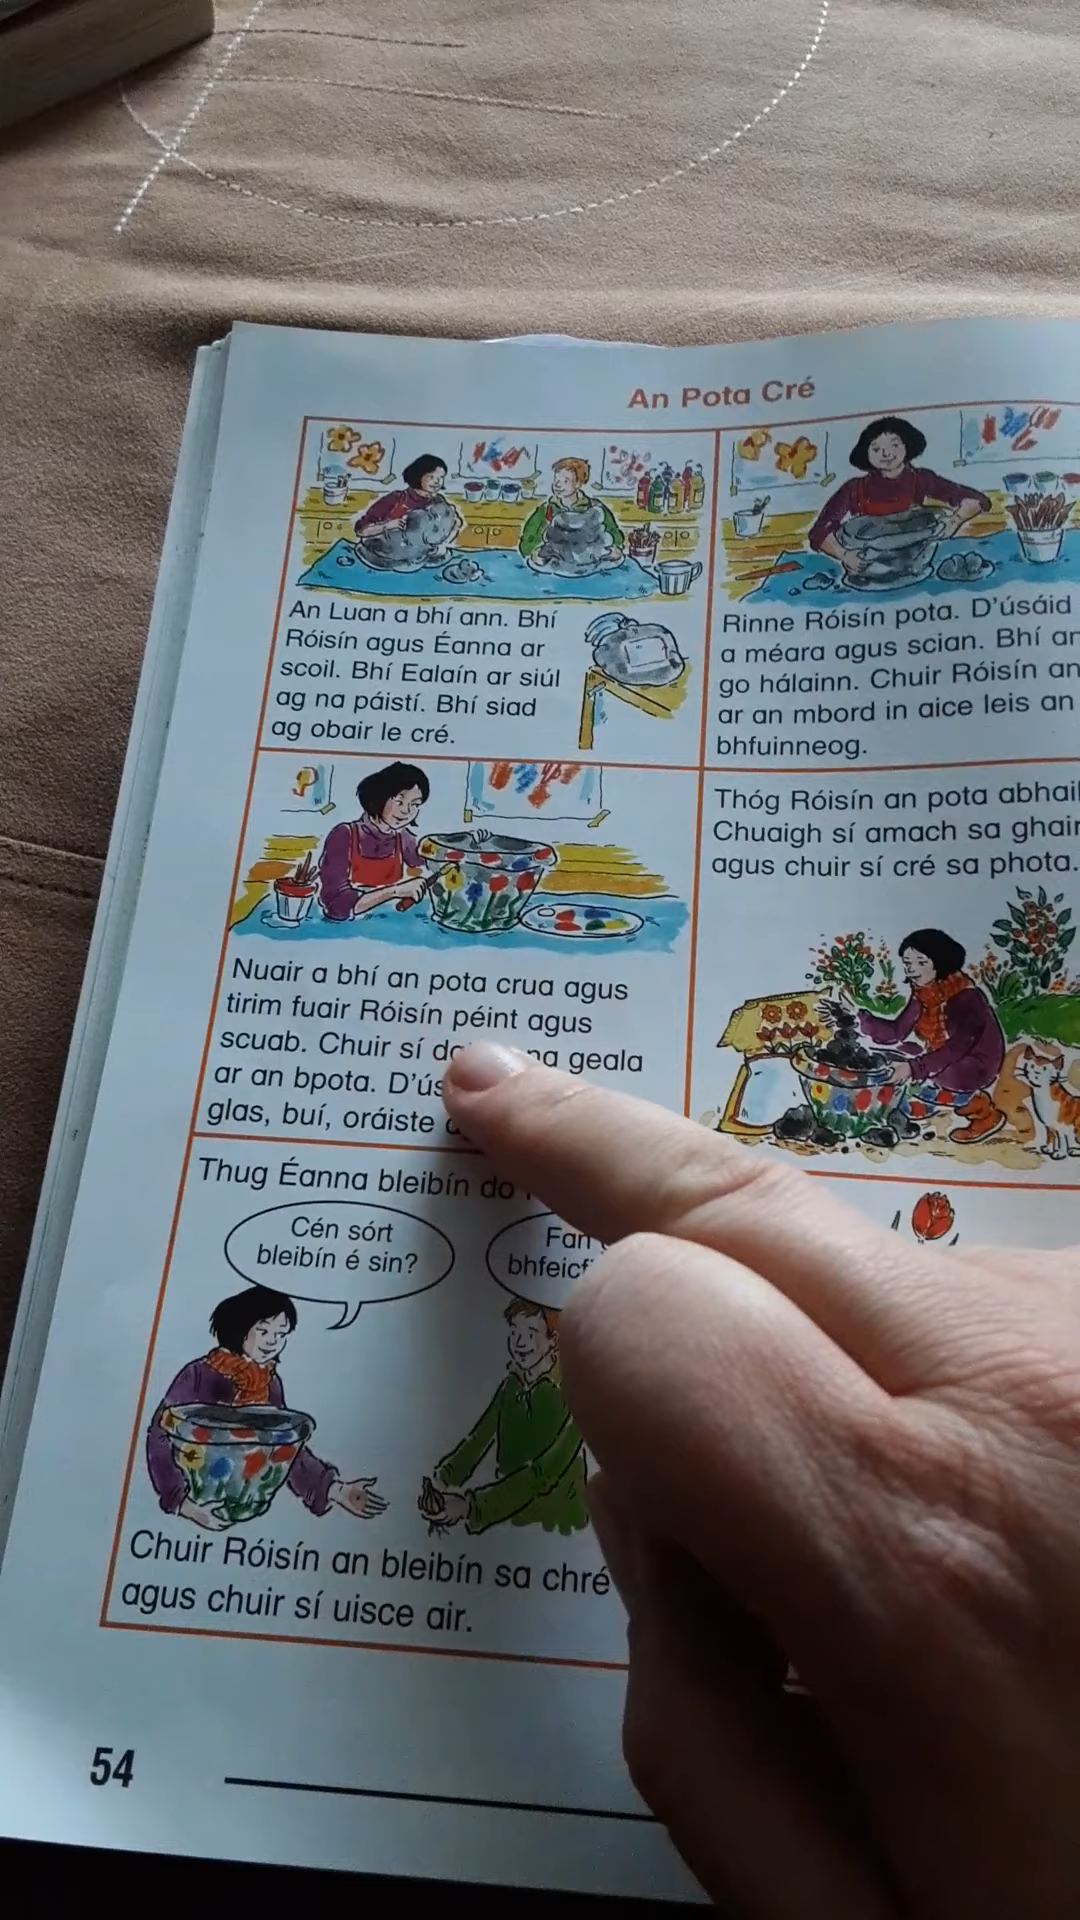 An Pota Cré
An Luan a bhí ann. Bhí
Róisín agus Éanna ar
scoil. Bhí Ealaín ar siúl
ag na páistí. Bhí siad
ag obair le cré.
Rinne Róisín pota. D'úsáid
a méara agus scian. Bhí
go hálainn. Chuir Róisín an
ar an mbord in aice leis an
bhfuinneog.
Nuair a bhí an pota crua agus
tirim fuair Róisín péint agus
scuab. Chuir sí geala
ar an bpota.
glas, buí, oráiste
Thóg Róisín an pota
Chuaigh sí amach sa
agus chuir sí cré sa phota.
Thug Éanna bleibín do
Cén sórt
bleibín é sin?
Fan
Chuir Róisín an bleibín sa chré
agus chuir sí uisce air.
54